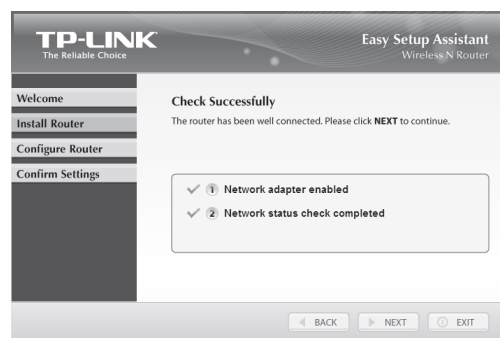 TP-LINK
The Reliable Choice
Easy Setup Assistant
Wireless N Router
Welcome
Install Router
Configure Router
Confirm Settings
Check Successfully
The router has been well connected. Please click NEXT to continue.
1 Network adapter enabled
2 Network status check completed
BACK
NEXT
EXIT